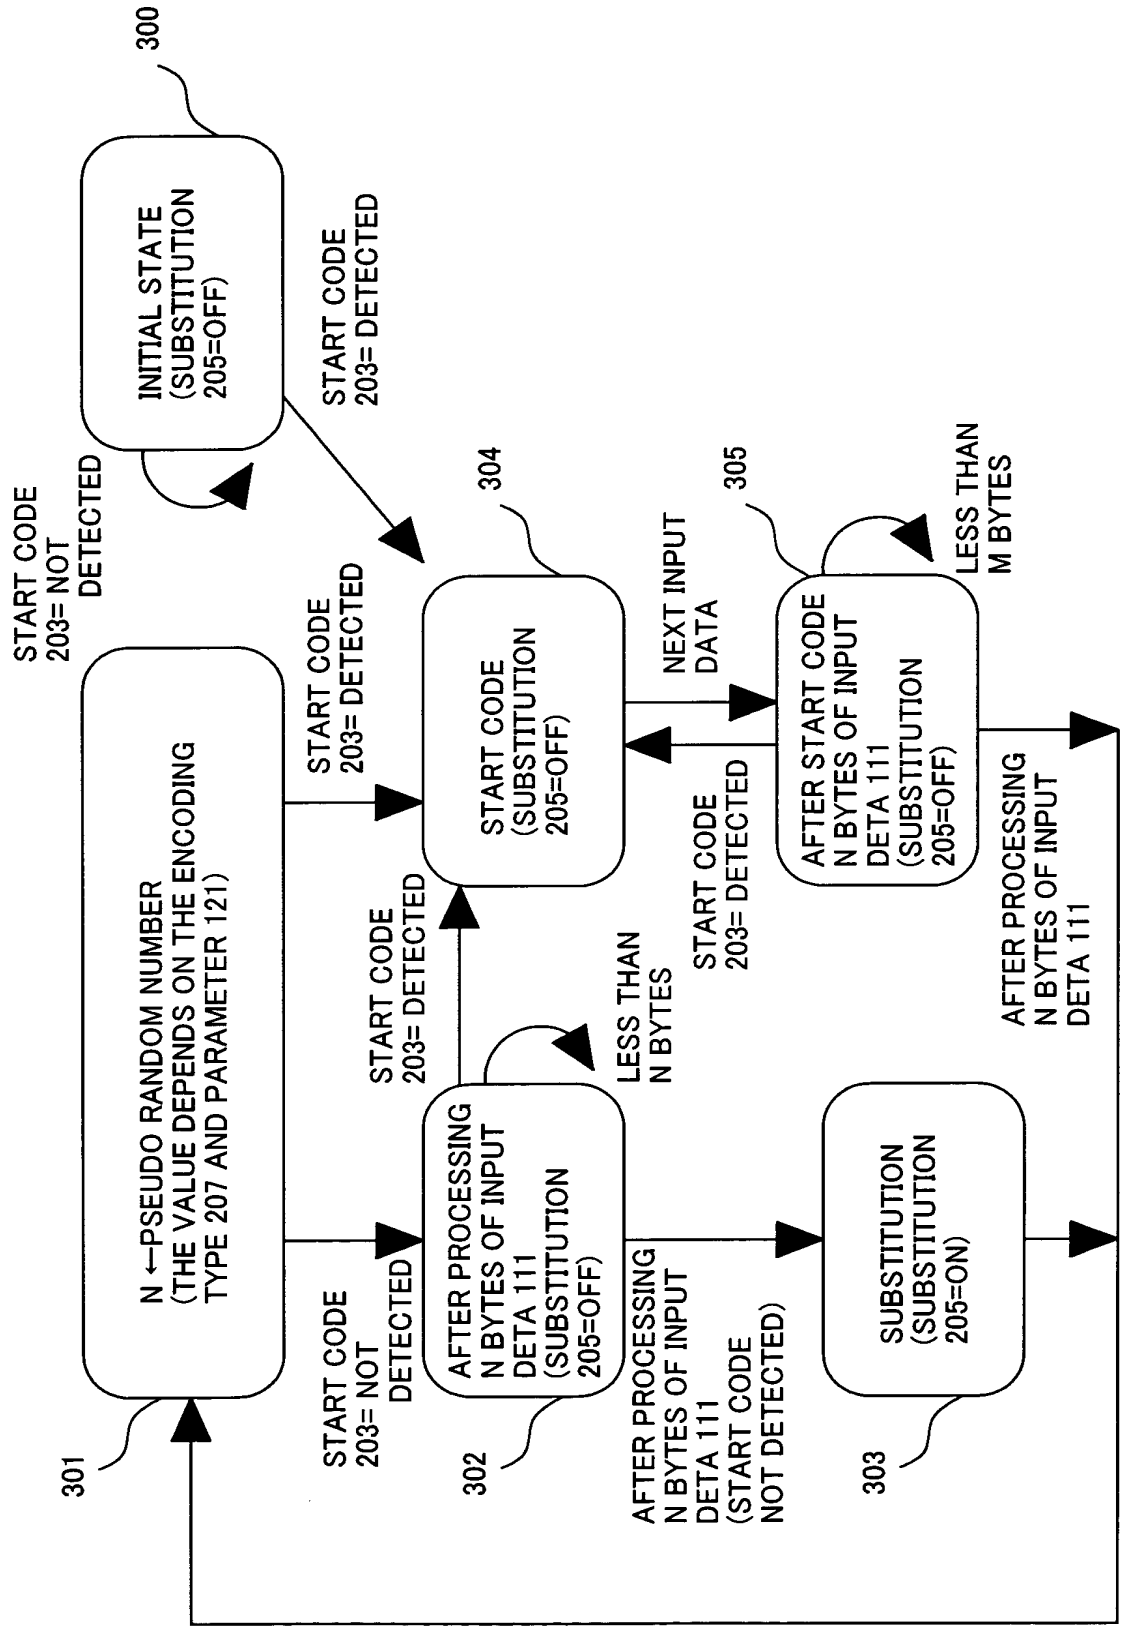 300
INITIAL STATE
(SUBSTITUTION
205=OFF)
START CODE
203= NOT
DETECTED
START CODE
203= DETECTED
301
N ←PSEUDO RANDOM NUMBER
(THE VALUE DEPENDS ON THE ENCODING
TYPE 207 AND PARAMETER 121)
START CODE
203= NOT
DETECTED
START CODE
203= DETECTED
302
AFTER PROCESSING
N BYTES OF INPUT
DETA 111
(SUBSTITUTION
205=OFF)
START CODE
203= DETECTED
LESS THAN
N BYTES
304
START CODE
(SUBSTITUTION
205=OFF)
NEXT INPUT
DATA
START CODE
203= DETECTED
305
AFTER START CODE
N BYTES OF INPUT
DETA 111
(SUBSTITUTION
205=OFF)
LESS THAN
M BYTES
AFTER PROCESSING
N BYTES OF INPUT
DETA 111
(START CODE
NOT DETECTED)
303
SUBSTITUTION
(SUBSTITUTION
205=ON)
AFTER PROCESSING
N BYTES OF INPUT
DETA 111